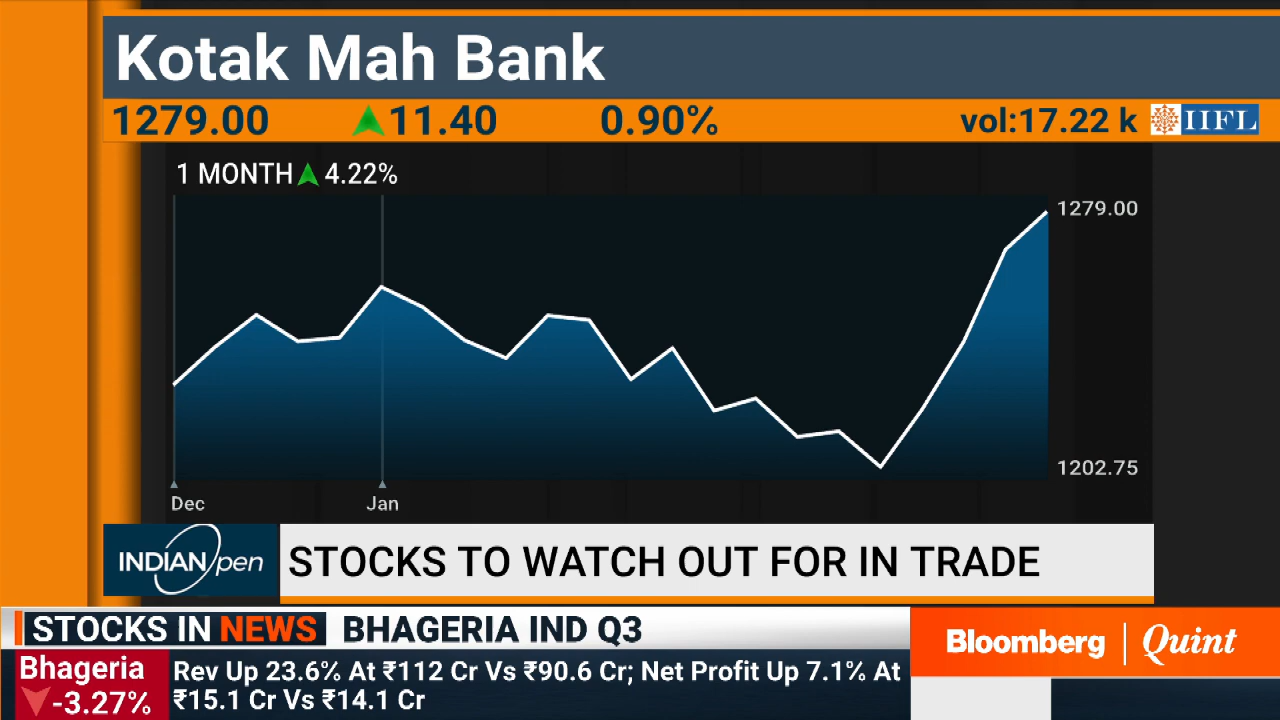 Kotak Mah Bank
1279.00 11.40 0.90% vol:17.22 k IIFL
1 MONTH 4.22%
1279.00
1202.75
Dec Jan
INDIAN Open STOCKS TO WATCH OUT FOR IN TRADE
STOCKS IN NEWS BHAGERIA IND Q3
Bloomberg | Quint
Bhageria
-3.27%
Rev Up 23.6% At ₹112 Cr Vs ₹90.6 Cr; Net Profit Up 7.1% At
₹15.1 Cr Vs ₹14.1 Cr